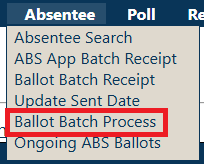 Absentee Poll Re
Absentee Search
ABS App Batch Receipt
Ballot Batch Receipt
Update Sent Date
Ballot Batch Process
Ongoing ABS Ballots